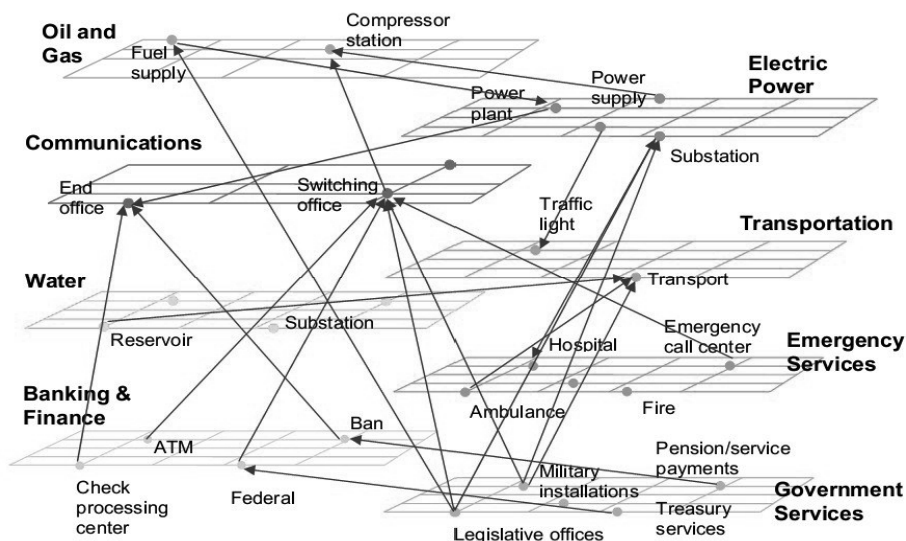 Oil and
Gas
Fuel
supply
Compressor
station
Power
plant
Power
supply
Electric
Power
Substation
Communications
End
office
Switching
office
Traffic
light
Transportation
Transport
Water
Reservoir
Substation
Hospital
Emergency
call center
Emergency
Services
Ambulance
Fire
Banking &
Finance
ATM
Ban
Check
processing
center
Federal
Pension/service
payments
Military
installations
Government
Services
Legislative offices
Treasury
services